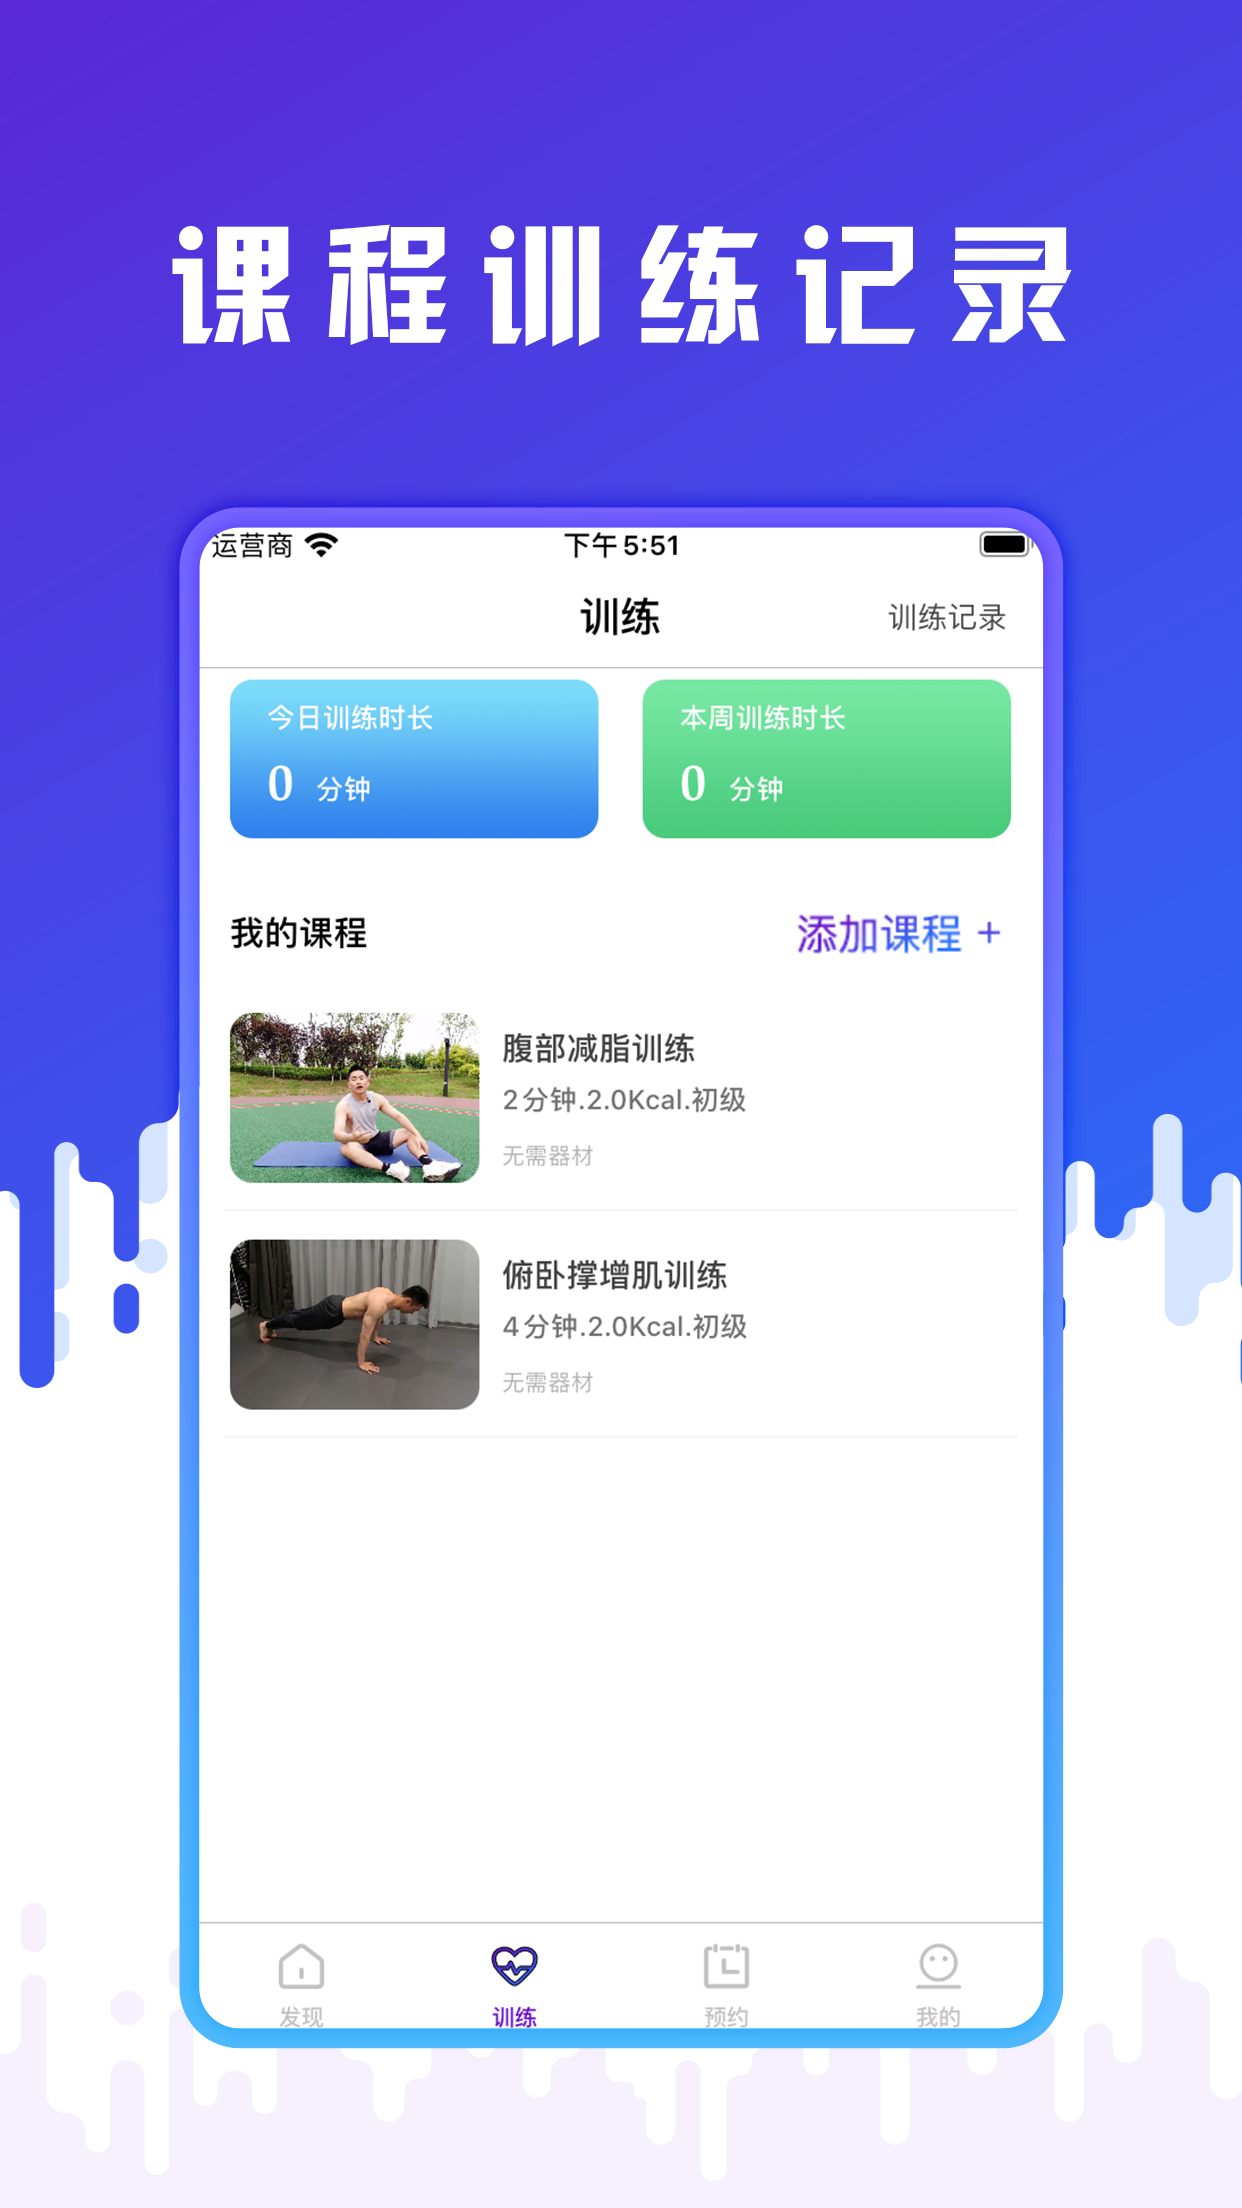 课程训练记录
运营商 下午5:51
训练 训练记录
今日训练时长 本周训练时长
0 分钟 0 分钟
我的课程 添加课程 +
腹部减脂训练
2分钟.2.0Kcal.初级
无需器材
俯卧撑增肌训练
4分钟.2.0Kcal.初级
无需器材
发现 训练 预约 我的